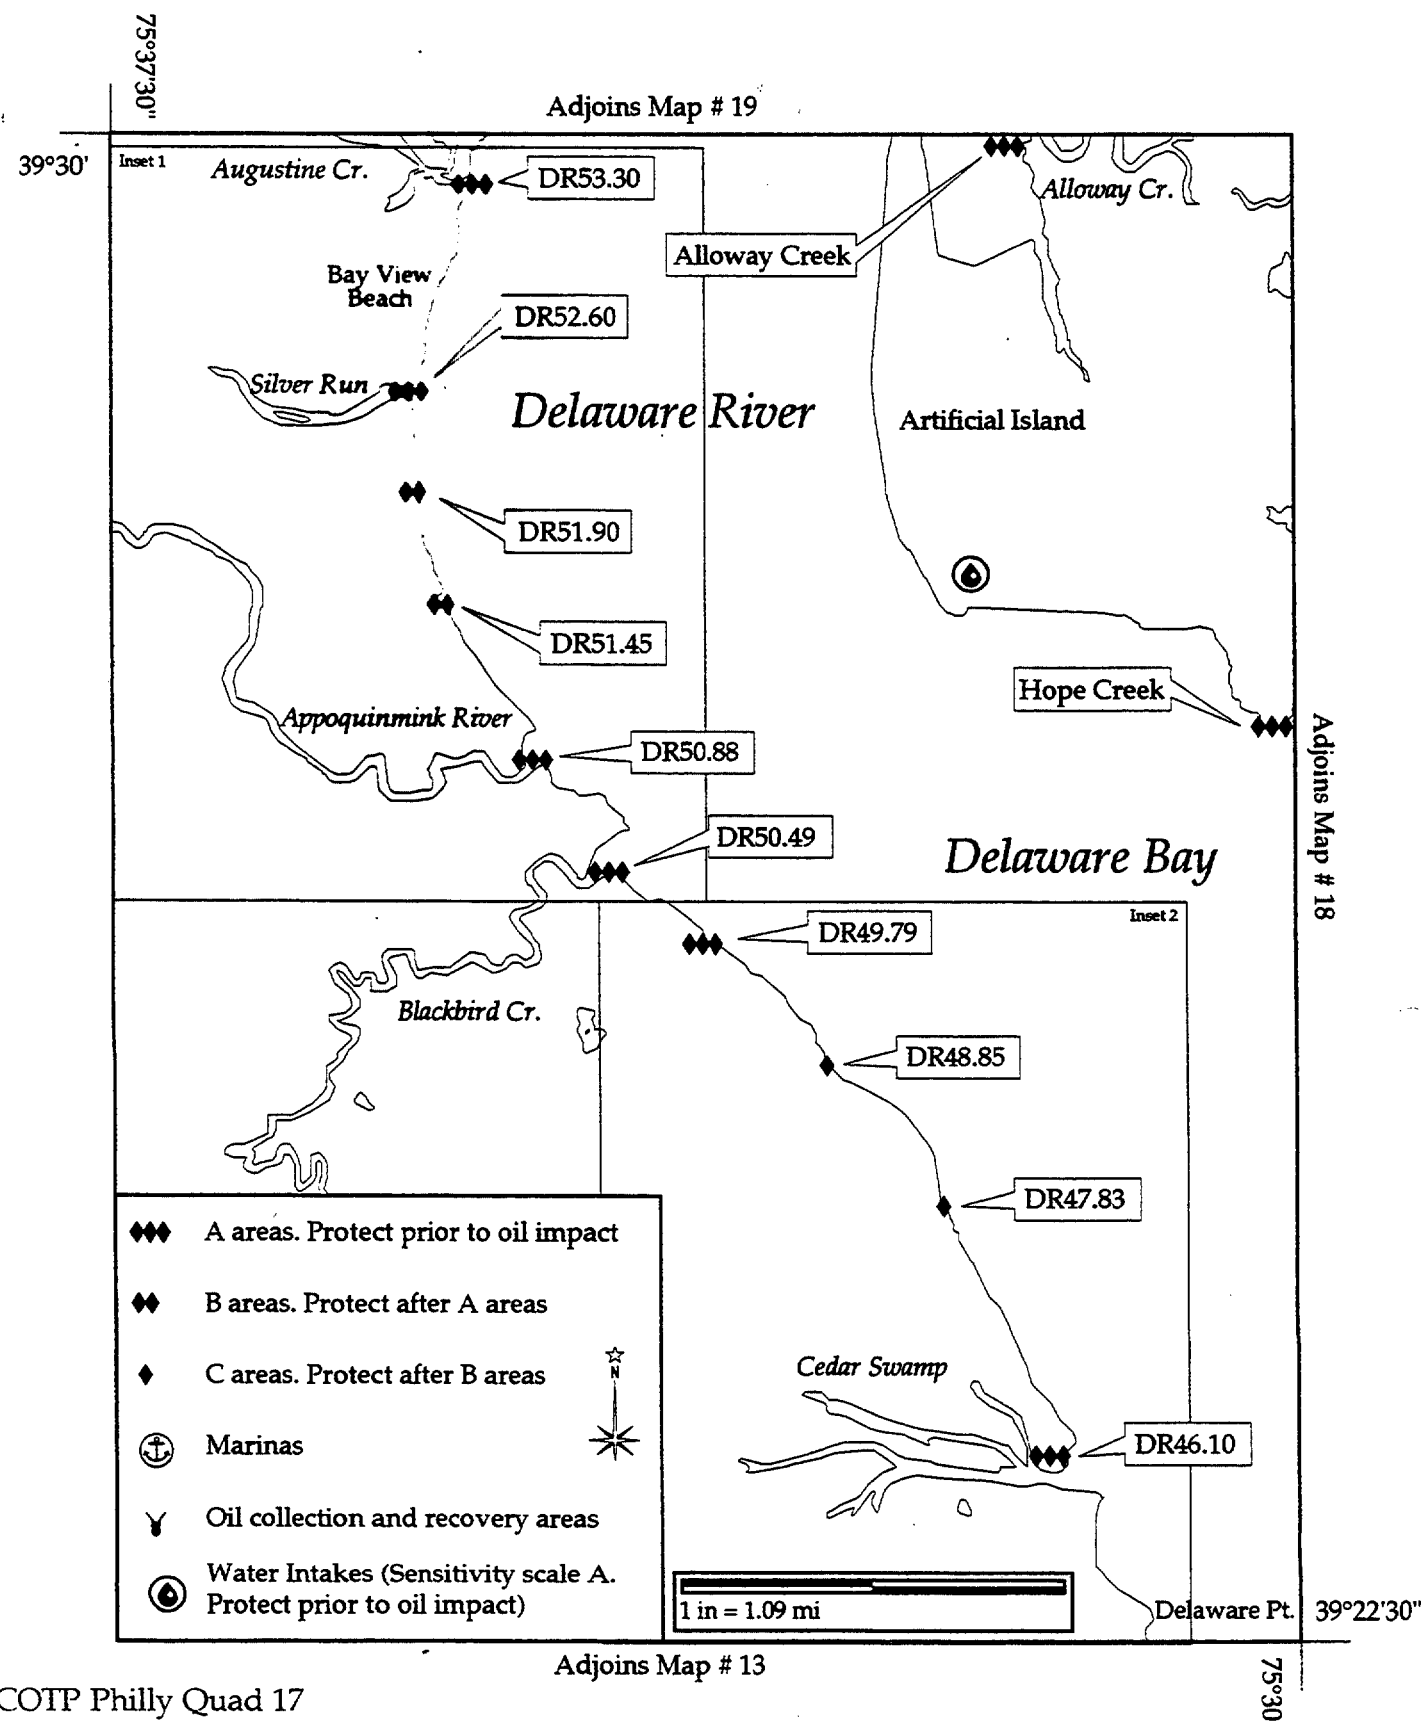 75°37'30"
Adjoins Map # 19
39°30'
Inset 1
Augustine Cr.
DR53.30
Alloway Cr.
Alloway Creek
Bay View
Beach
DR52.60
Silver Run
Delaware River
Artificial Island
DR51.90
DR51.45
Hope Creek
Appoquinmink River
DR50.88
Adjoins Map # 18
DR50.49
Delaware Bay
Inset 2
DR49.79
Blackbird Cr.
DR48.85
DR47.83
A areas. Protect prior to oil impact
B areas. Protect after A areas
C areas. Protect after B areas
N
Marinas
Oil collection and recovery areas
Water Intakes (Sensitivity scale A.
Protect prior to oil impact)
Cedar Swamp
DR46.10
1 in = 1.09 mi
Delaware Pt.
39°22'30"
Adjoins Map # 13
75°30
COTP Philly Quad 17